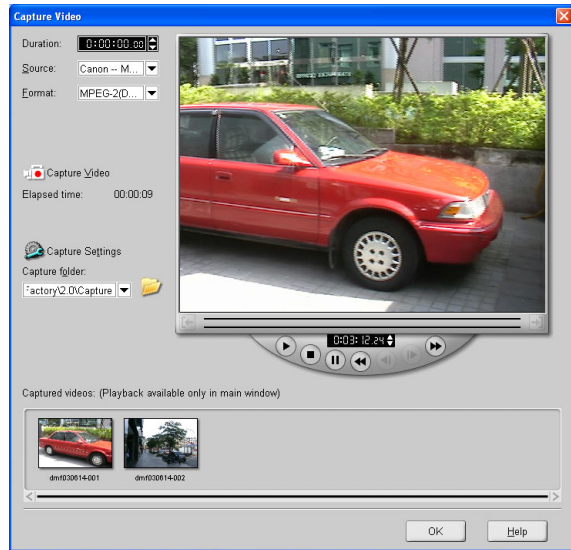 Capture Video
Duration: 0:00:00.00
Source: Canon -- M...
Format: MPEG-2(D...
Capture Video
Elapsed time: 00:00:09
Capture Settings
Capture folder:
Factory\2.0\Capture
0:03:12.24
Captured videos: (Playback available only in main window)
dmf030614-001 dmf030614-002
OK Help